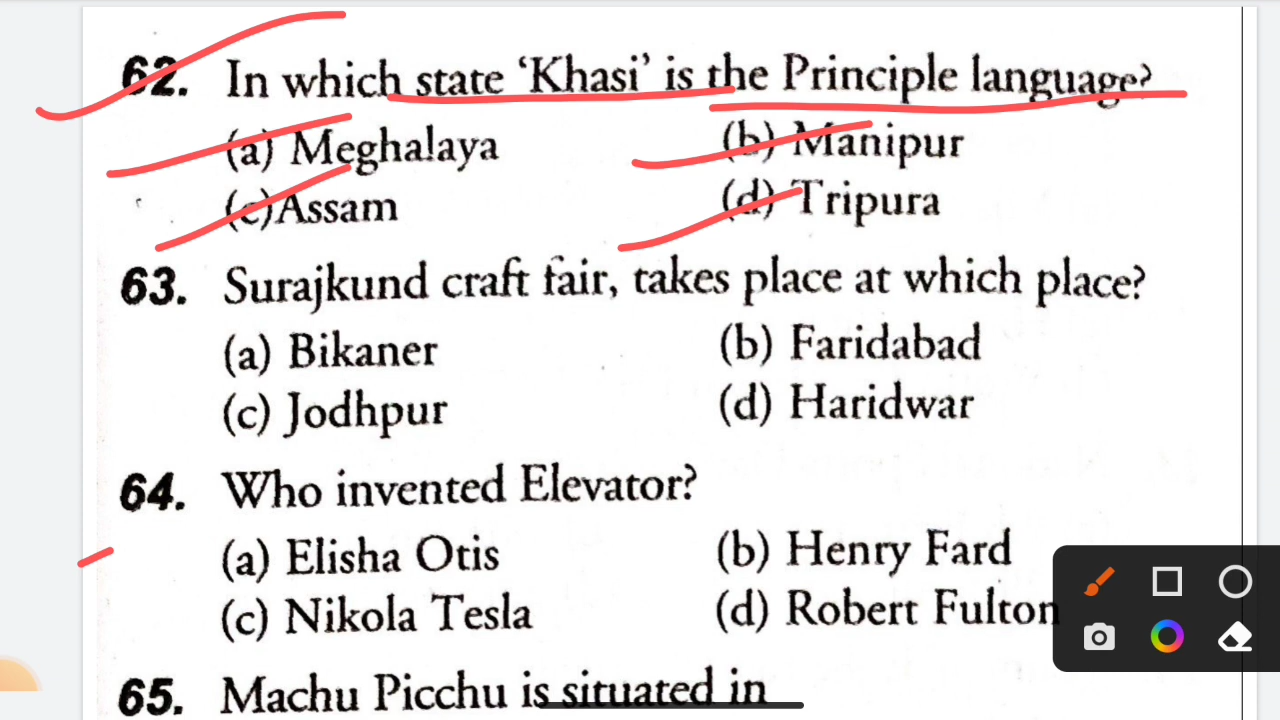 62. In which state ‘Khasi’ is the Principle language?
(a) Meghalaya (b) Manipur
(c) Assam (d) Tripura
63. Surajkund craft fair, takes place at which place?
(a) Bikaner (b) Faridabad
(c) Jodhpur (d) Haridwar
64. Who invented Elevator?
(a) Elisha Otis (b) Henry Fard
(c) Nikola Tesla (d) Robert Fulton
65. Machu Picchu is situated in